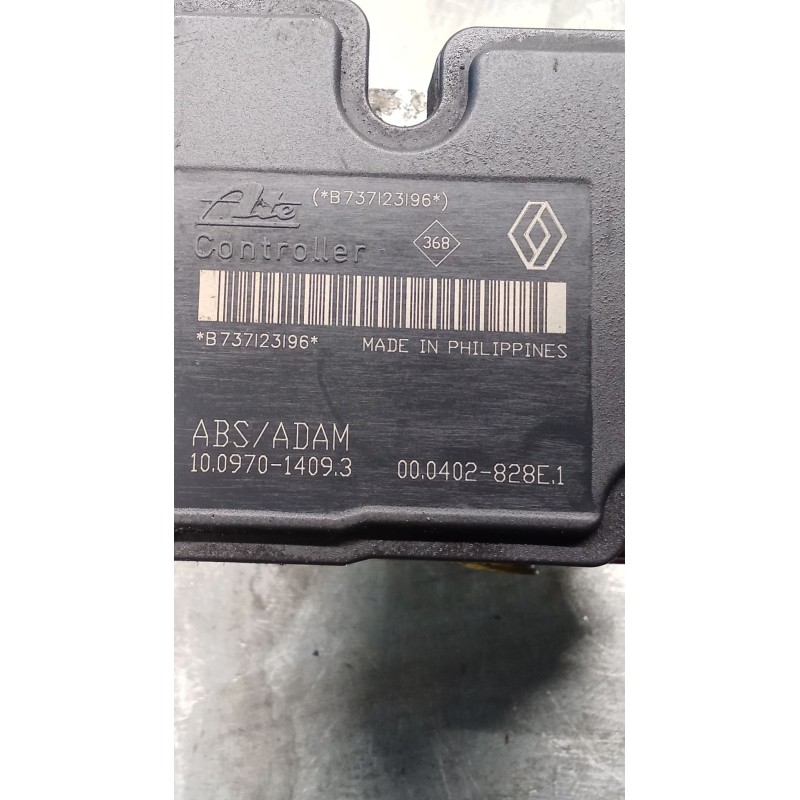 Ate (*B737123196*)
Controller 368
*B737123196* MADE IN PHILIPPINES
ABS/ADAM
10.0970-1409.3 00.0402-828E.1